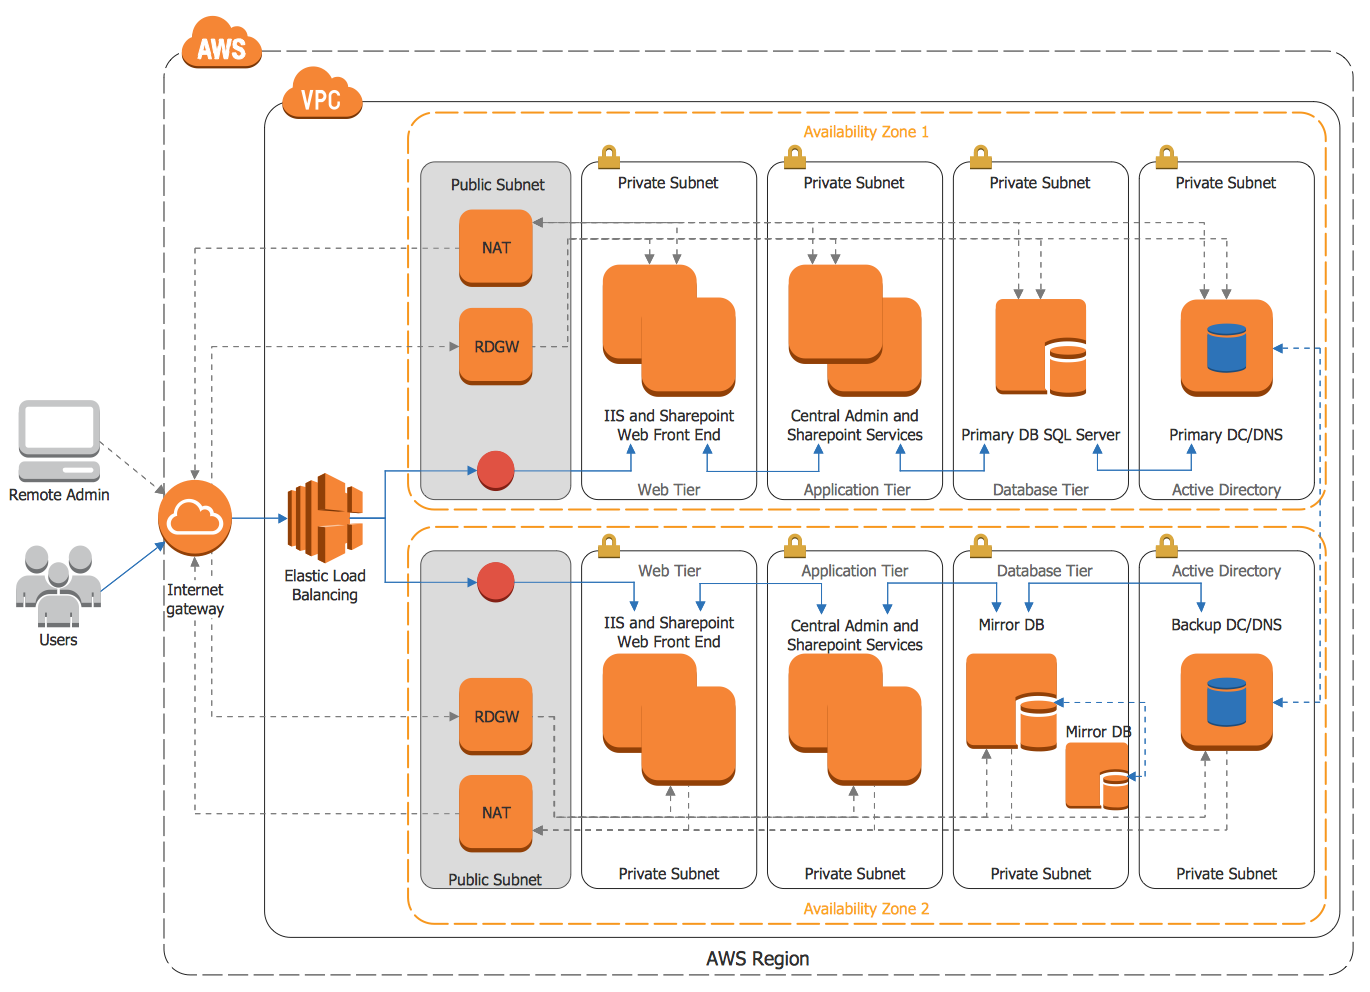 AWS
VPC
Availability Zone 1
Public Subnet
Private Subnet
Private Subnet
Private Subnet
Private Subnet
NAT
RDGW
IIS and Sharepoint
Web Front End
Central Admin and
Sharepoint Services
Primary DB SQL Server
Primary DC/DNS
Web Tier
Application Tier
Database Tier
Active Directory
Remote Admin
Users
Internet
gateway
Elastic Load
Balancing
Web Tier
Application Tier
Database Tier
Active Directory
IIS and Sharepoint
Web Front End
Central Admin and
Sharepoint Services
Mirror DB
Backup DC/DNS
RDGW
Mirror DB
NAT
Public Subnet
Private Subnet
Private Subnet
Private Subnet
Private Subnet
Availability Zone 2
AWS Region